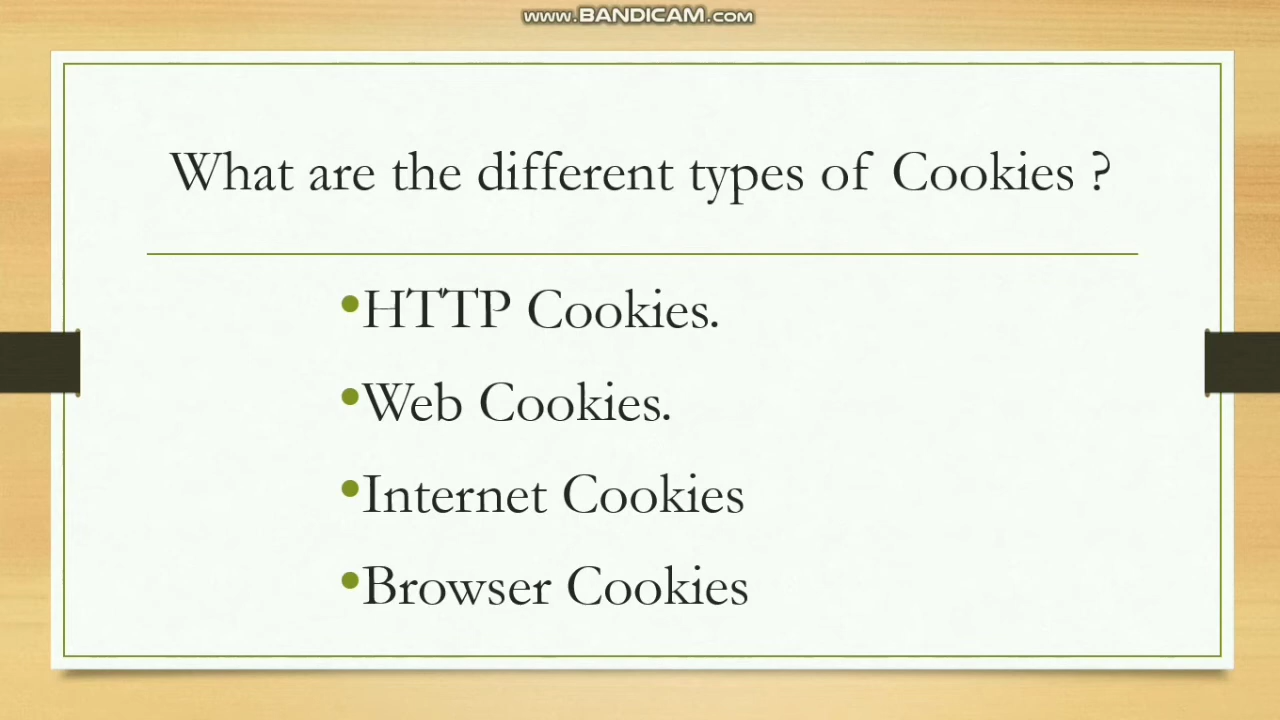 www.BANDICAM.com
What are the different types of Cookies ?
•HTTP Cookies.
•Web Cookies.
•Internet Cookies
•Browser Cookies